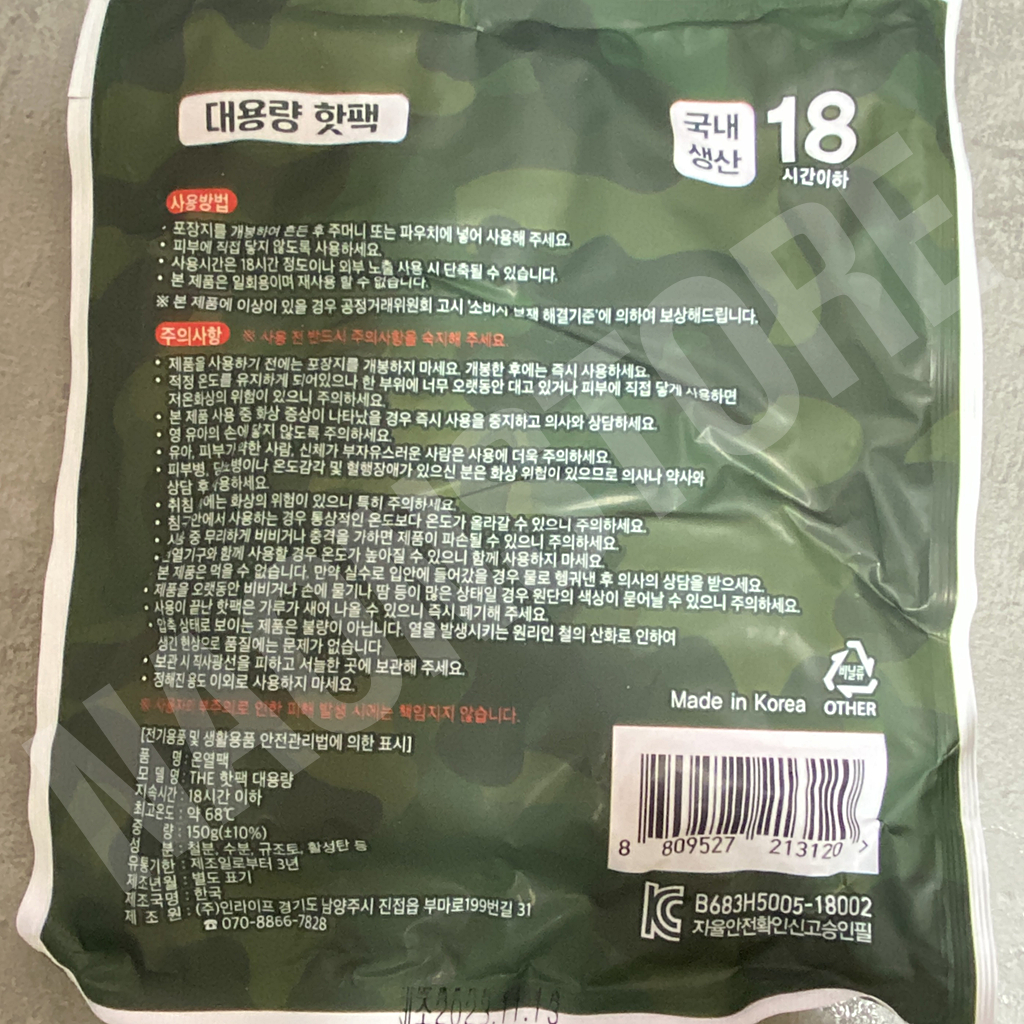 대용량 핫팩
국내
생산
18
시간이하
사용방법
· 포장지를 개봉하여 흔든 후 주머니 또는 파우치에 넣어 사용해 주세요.
· 피부에 직접 닿지 않도록 사용하세요.
· 사용시간은 18시간 정도이나 외부 노출 사용 시 단축될 수 있습니다.
· 본 제품은 일회용이며 재사용 할 수 없습니다.
※ 본 제품에 이상이 있을 경우 공정거래위원회 고시 '소비자 분쟁 해결기준'에 의하여 보상해드립니다.
주의사항 ※ 사용 전 반드시 주의사항을 숙지해 주세요.
· 제품을 사용하기 전에는 포장지를 개봉하지 마세요. 개봉한 후에는 즉시 사용하세요.
· 적정 온도를 유지하게 되어있으나 한 부위에 너무 오랫동안 대고 있거나 피부에 직접 닿게 사용하면
저온화상의 위험이 있으니 주의하세요.
· 본 제품 사용 중 화상 증상이 나타났을 경우 즉시 사용을 중지하고 의사와 상담하세요.
· 영 유아의 손에 닿지 않도록 주의하세요.
· 유아, 피부가 약한 사람, 신체가 부자유스러운 사람은 사용에 더욱 주의하세요.
· 피부병, 당뇨병이나 온도감각 및 혈행장애가 있으신 분은 화상 위험이 있으므로 의사나 약사와
상담 후 사용하세요.
· 취침 에는 화상의 위험이 있으니 특히 주의하세요.
· 침 안에서 사용하는 경우 통상적인 온도보다 온도가 올라갈 수 있으니 주의하세요.
· 중 무리하게 비비거나 충격을 가하면 제품이 파손될 수 있으니 주의하세요.
· 전열기구와 함께 사용할 경우 온도가 높아질 수 있으니 함께 사용하지 마세요.
본 제품은 먹을 수 없습니다. 만약 실수로 입안에 들어갔을 경우 물로 헹궈낸 후 의사의 상담을 받으세요.
· 제품을 오랫동안 비비거나 손에 물기나 땀 등이 많은 상태일 경우 원단의 색상이 묻어날 수 있으니 주의하세요.
· 사용이 끝난 핫팩은 가루가 새어 나올 수 있으니 즉시 폐기해 주세요.
· 압축 상태로 보이는 제품은 불량이 아닙니다. 열을 발생시키는 원리인 철의 산화로 인하여
생긴 현상으로 품질에는 문제가 없습니다
· 보관 시 직사광선을 피하고 서늘한 곳에 보관해 주세요.
· 정해진 용도 이외로 사용하지 마세요.
※ 사용자의 부주의로 인한 피해 발생 시에는 책임지지 않습니다.
[전기용품 및 생활용품 안전관리법에 의한 표시]
품 명 : 온열팩
모 델 명 : THE 핫팩 대용량
지속시간 : 18시간 이하
최고온도 : 약 68℃
중 량 : 150g(±10%)
성 분 : 철분, 수분, 규조토, 활성탄 등
유통기한 : 제조일로부터 3년
제조년월 : 별도 표기
제조국명 : 한국
제 조 원 : (주)인라이프 경기도 남양주시 진접읍 부마로199번길 31
☎ 070-8866-7828
비닐류
Made in Korea OTHER
8 809527 213120 >
B683H5005-18002
자율안전확인신고승인필
제조2023.11.13